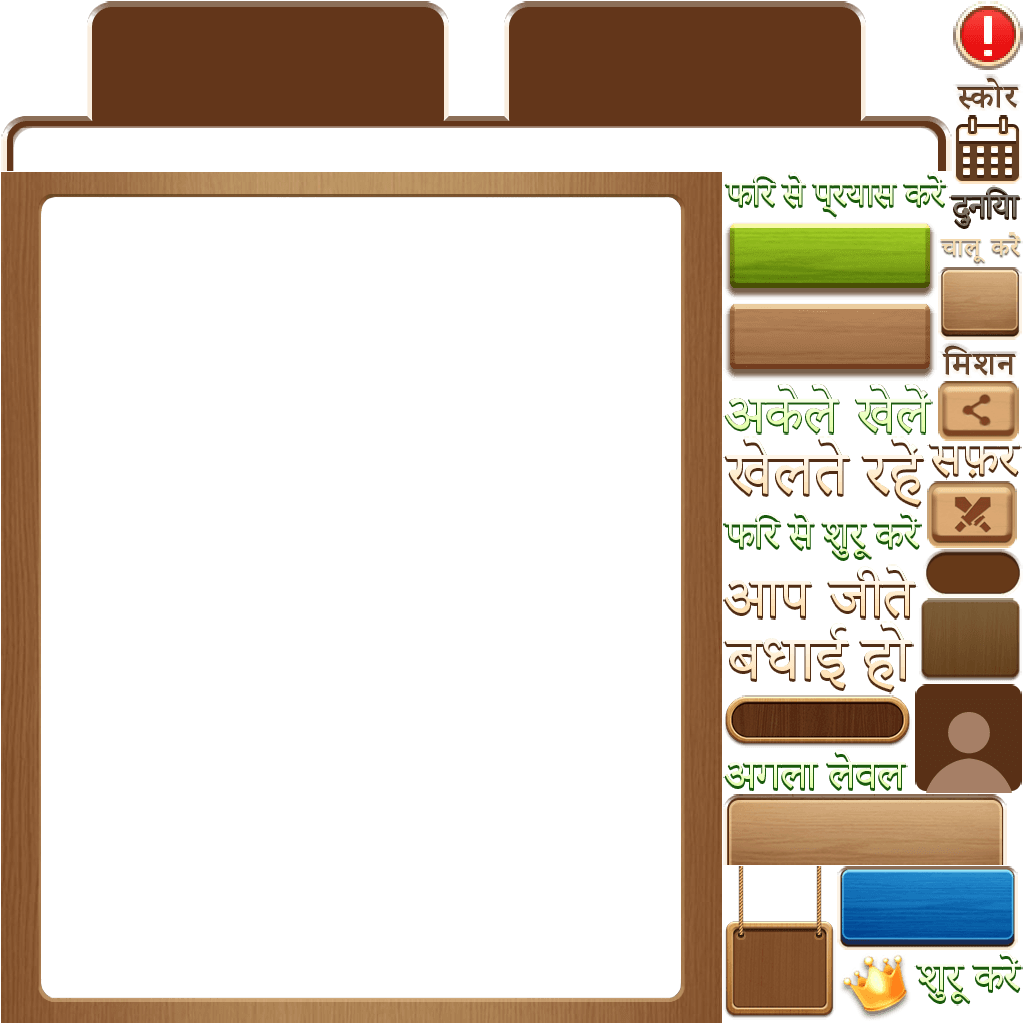 स्कोर
फरि से प्रयास करें
दुनिया
चालू करें
मिशन
अकेले खेलें
खेलते रहें
सफ़र
फरि से शुरू करें
आप जीते
बधाई हो
अगला लेवल
शुरू करें